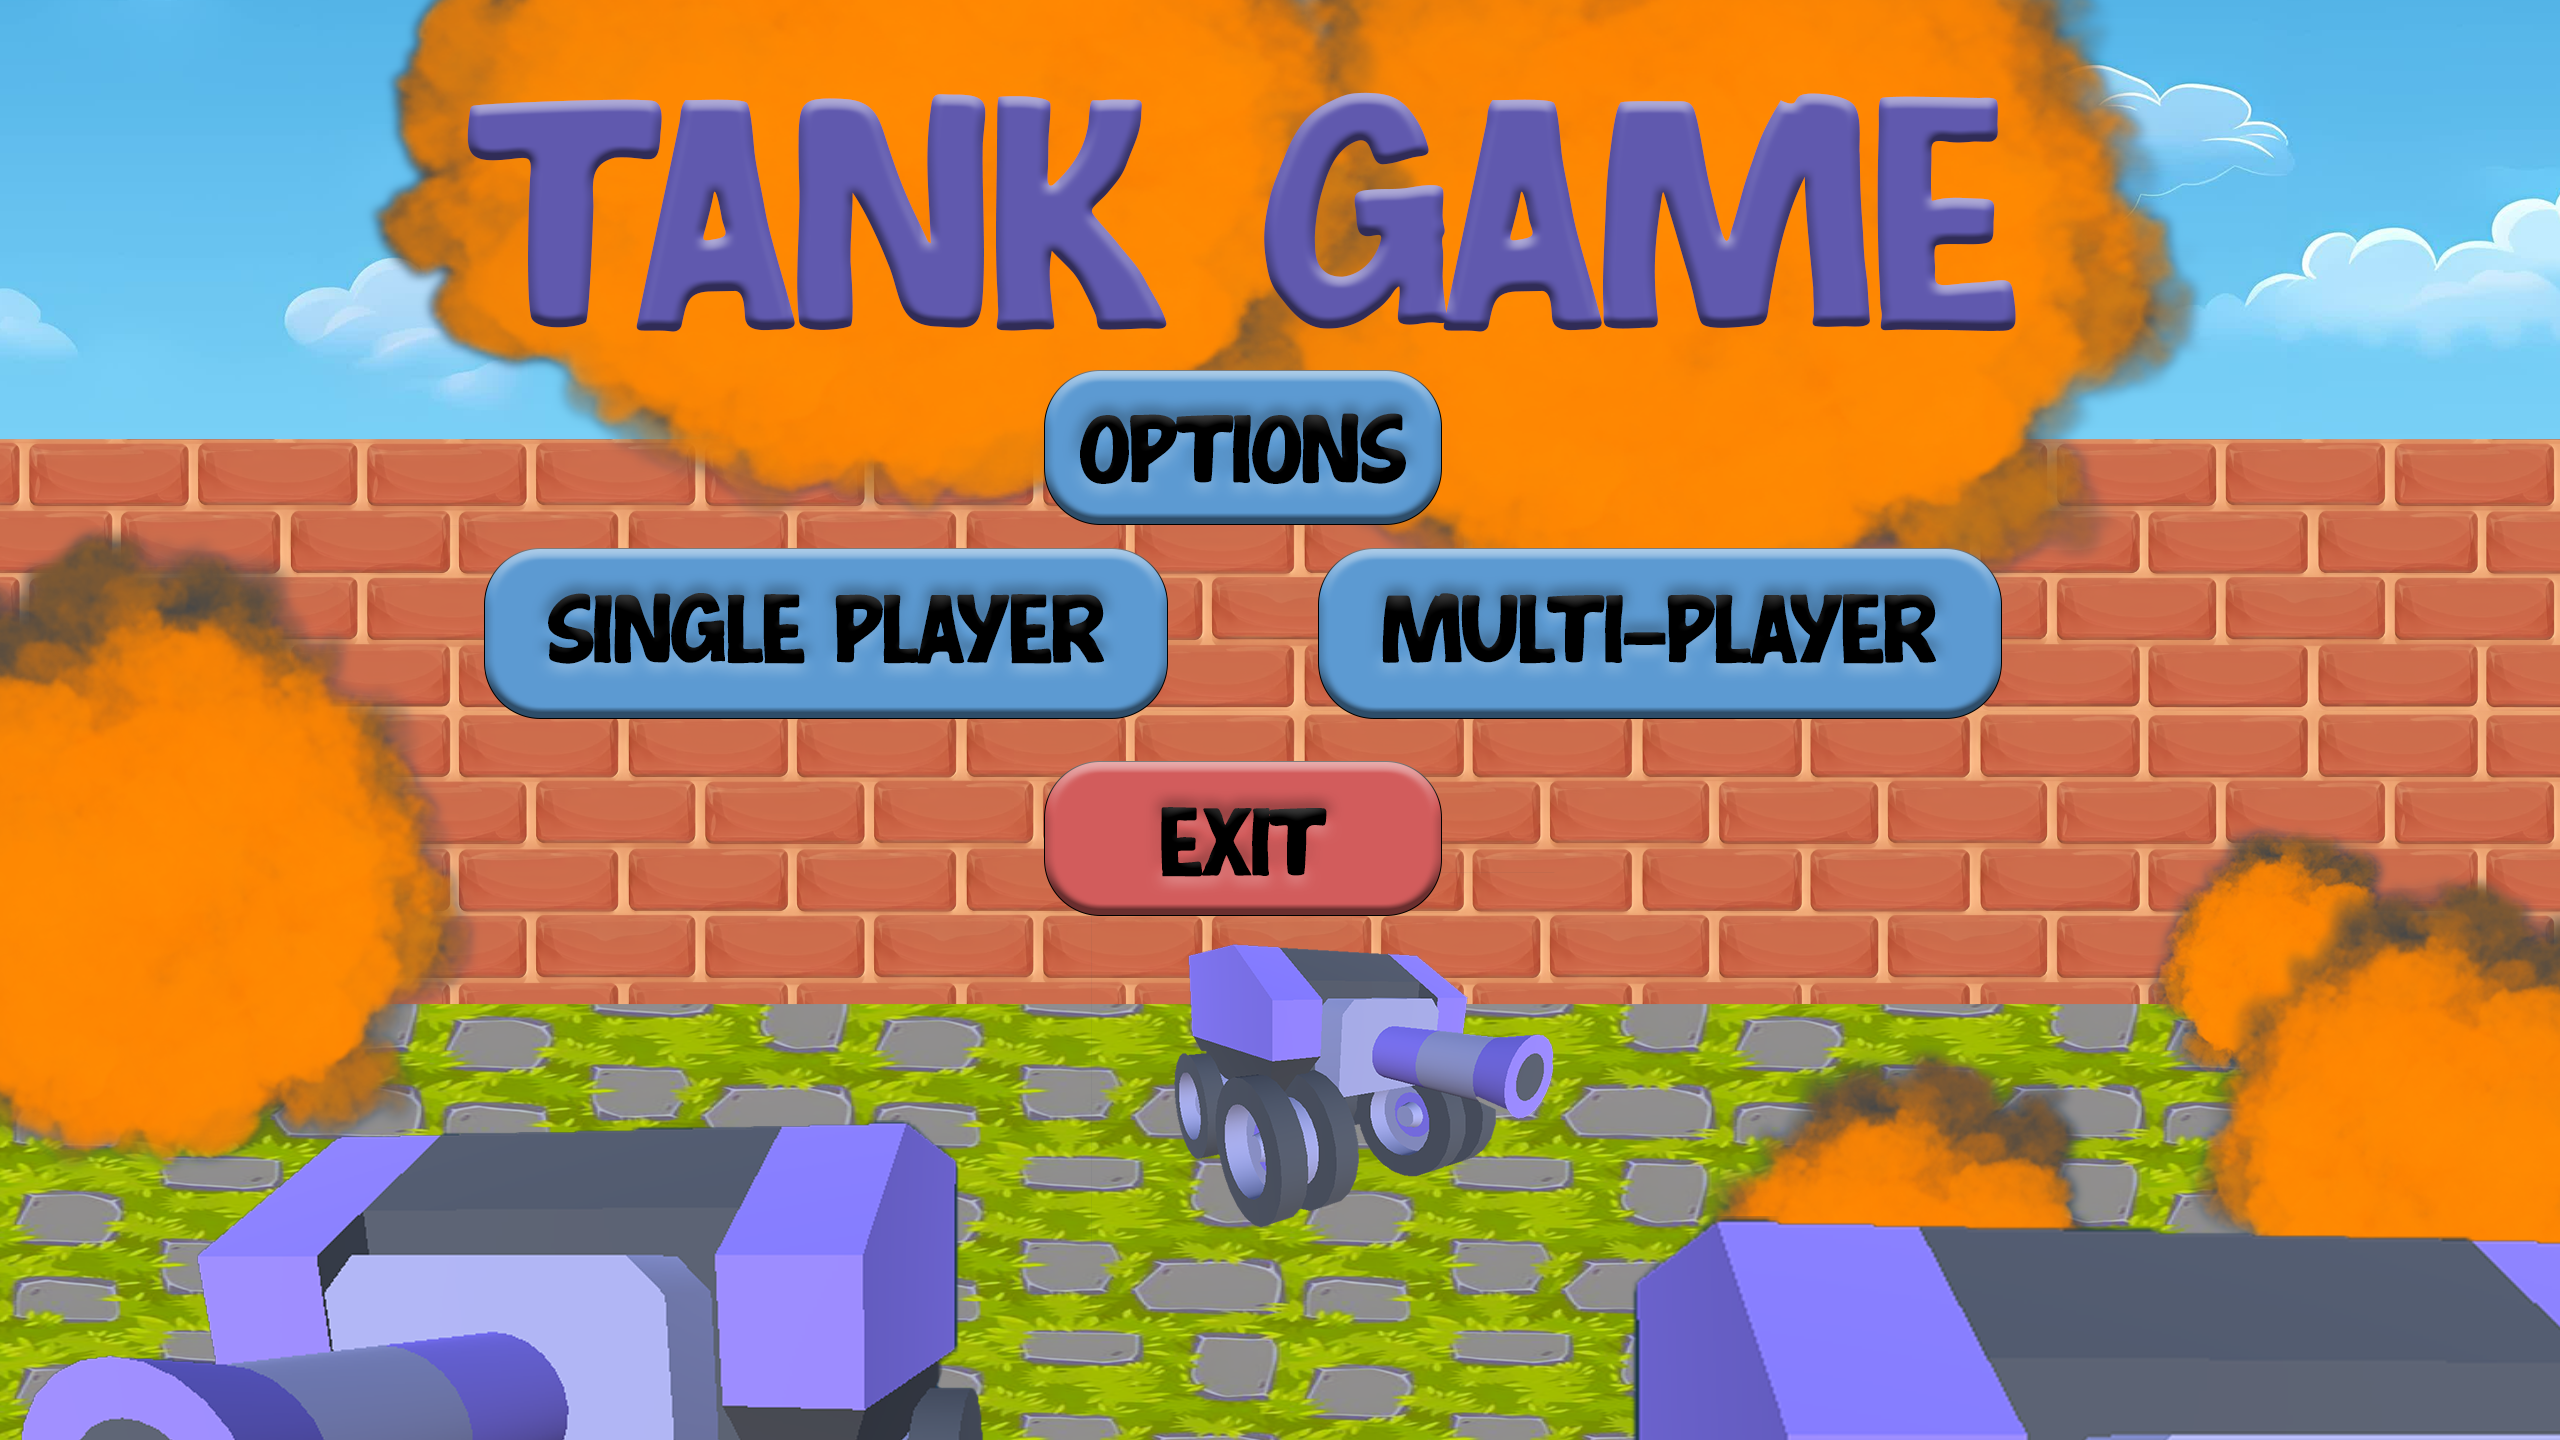 TANK GAME
OPTIONS
SINGLE PLAYER
MULTI-PLAYER
EXIT